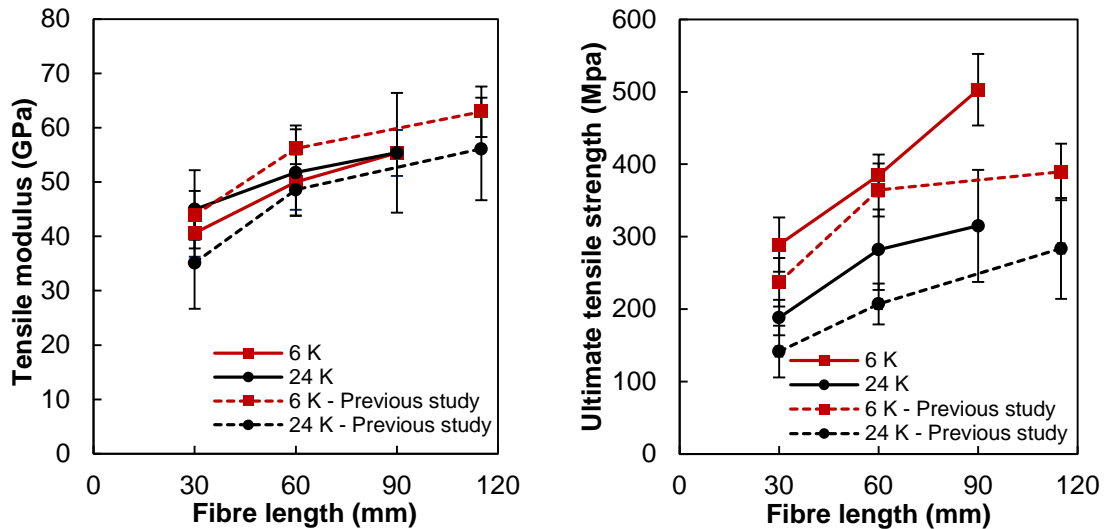 80
70
60
50
40
30
20
10
0
Tensile modulus (GPa)
6 K
24 K
6 K - Previous study
24 K - Previous study
0 30 60 90 120
Fibre length (mm)
600
500
400
300
200
100
0
Ultimate tensile strength (Mpa)
6 K
24 K
6 K - Previous study
24 K - Previous study
0 30 60 90 120
Fibre length (mm)